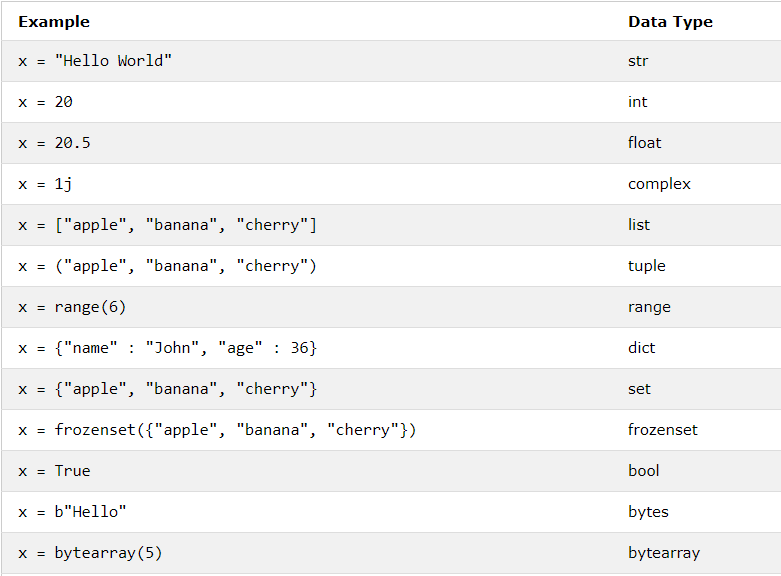 Example Data Type
x = "Hello World" str
x = 20 int
x = 20.5 float
x = 1j complex
x = ["apple", "banana", "cherry"] list
x = ("apple", "banana", "cherry") tuple
x = range(6) range
x = {"name" : "John", "age" : 36} dict
x = {"apple", "banana", "cherry"} set
x = frozenset({"apple", "banana", "cherry"}) frozenset
x = True bool
x = b"Hello" bytes
x = bytearray(5) bytearray